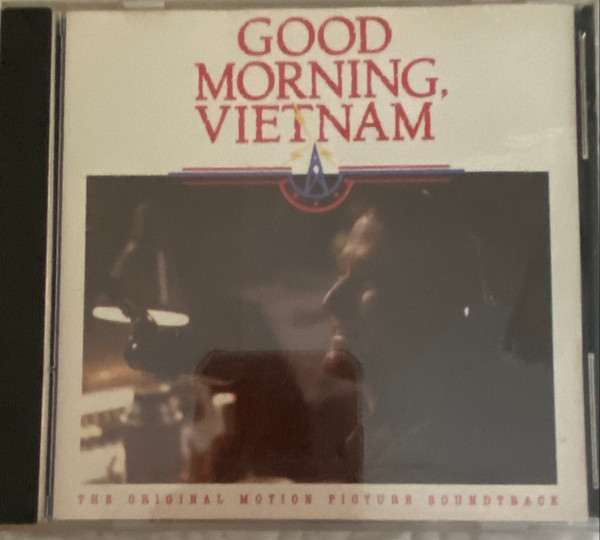 GOOD
MORNING,
VIETNAM
THE ORIGINAL MOTION PICTURE SOUNDTRACK